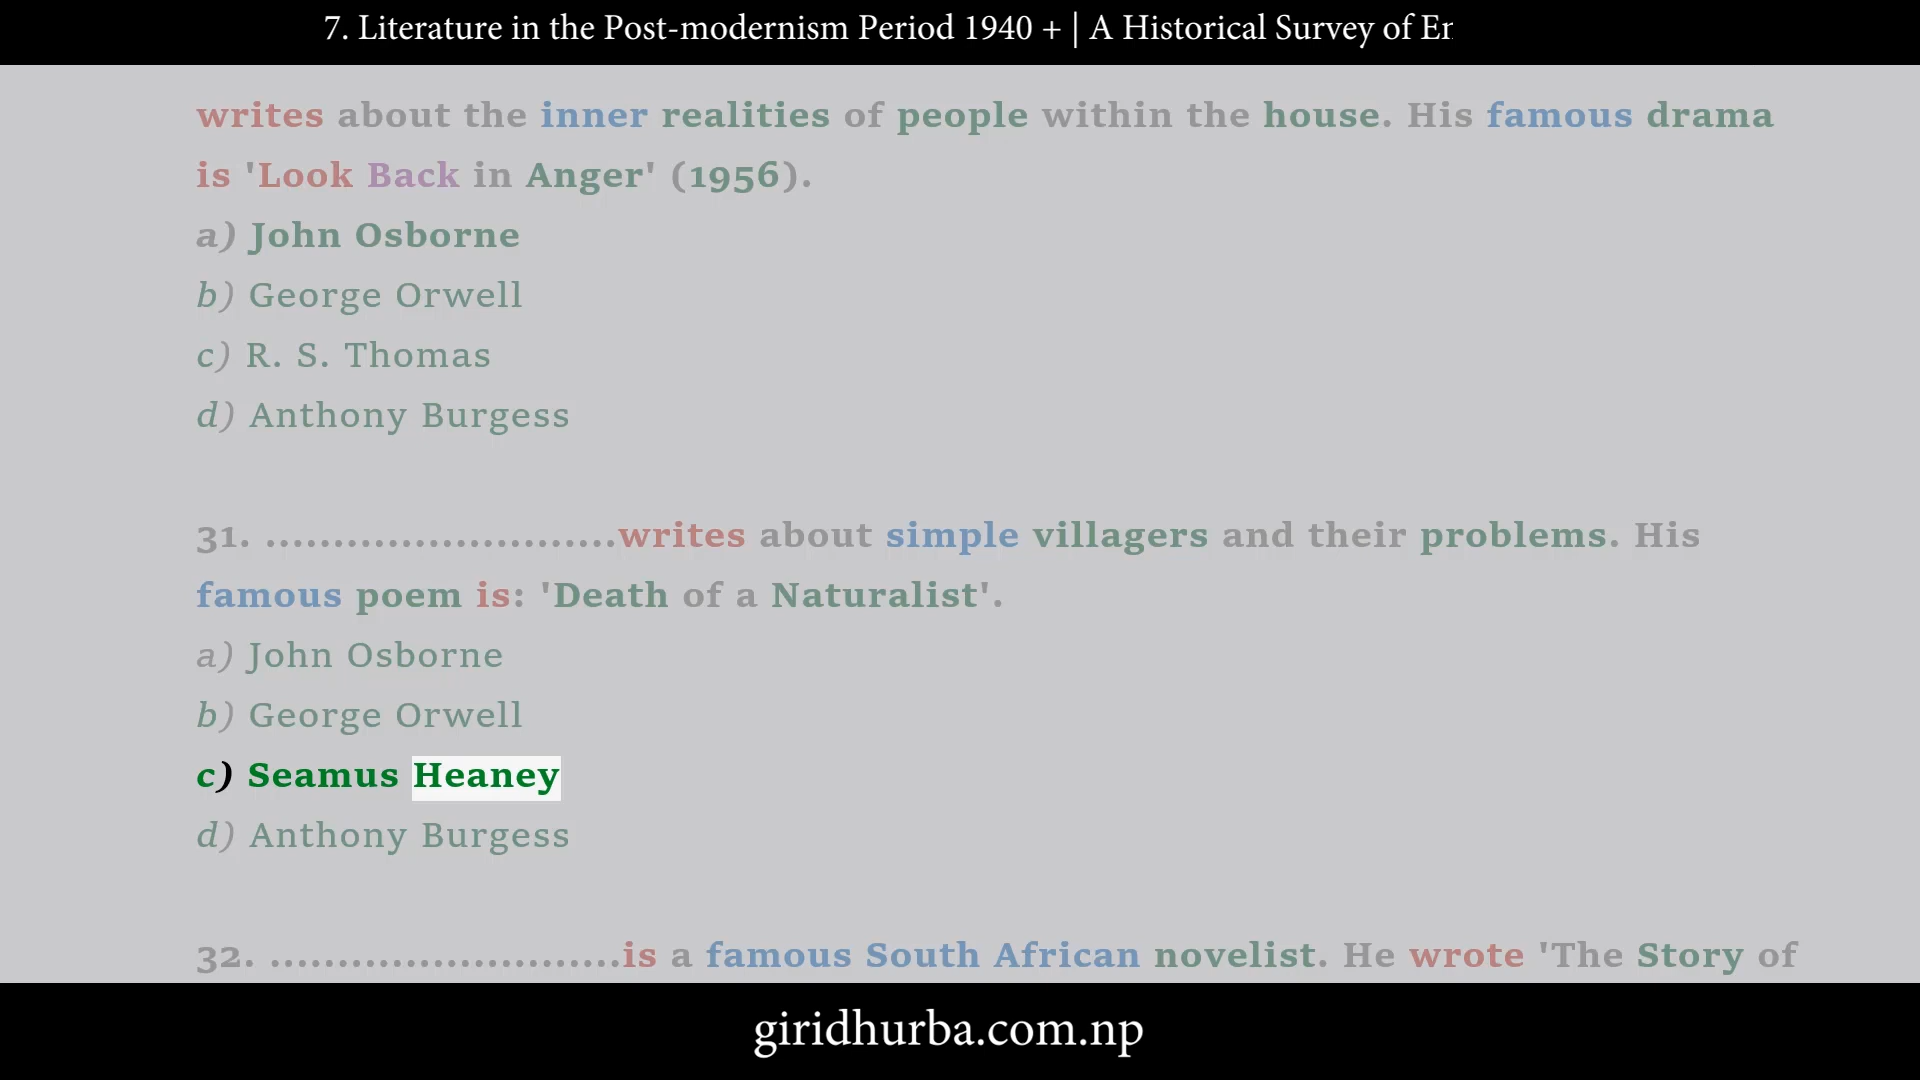 7. Literature in the Post-modernism Period 1940 + | A Historical Survey of En
writes about the inner realities of people within the house. His famous drama
is 'Look Back in Anger' (1956).
a) John Osborne
b) George Orwell
c) R. S. Thomas
d) Anthony Burgess
31. ..........................writes about simple villagers and their problems. His
famous poem is: 'Death of a Naturalist'.
a) John Osborne
b) George Orwell
c) Seamus Heaney
d) Anthony Burgess
32. ..........................is a famous South African novelist. He wrote 'The Story of
giridhurba.com.np